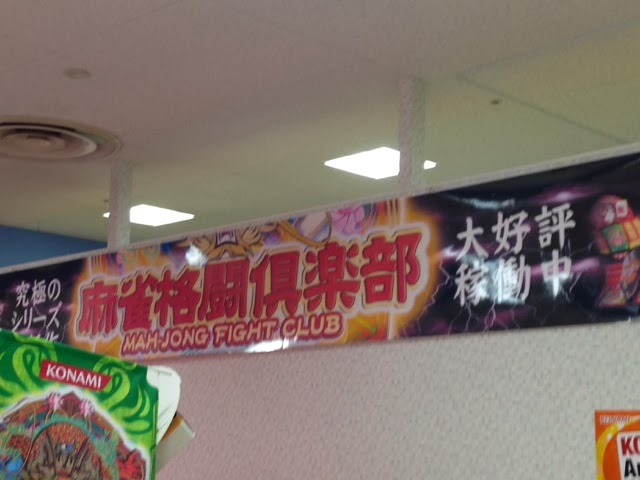 究極の
シリーズ
麻雀格闘倶楽部
MAH-JONG FIGHT CLUB
大好評
稼働中
KONAMI
KO